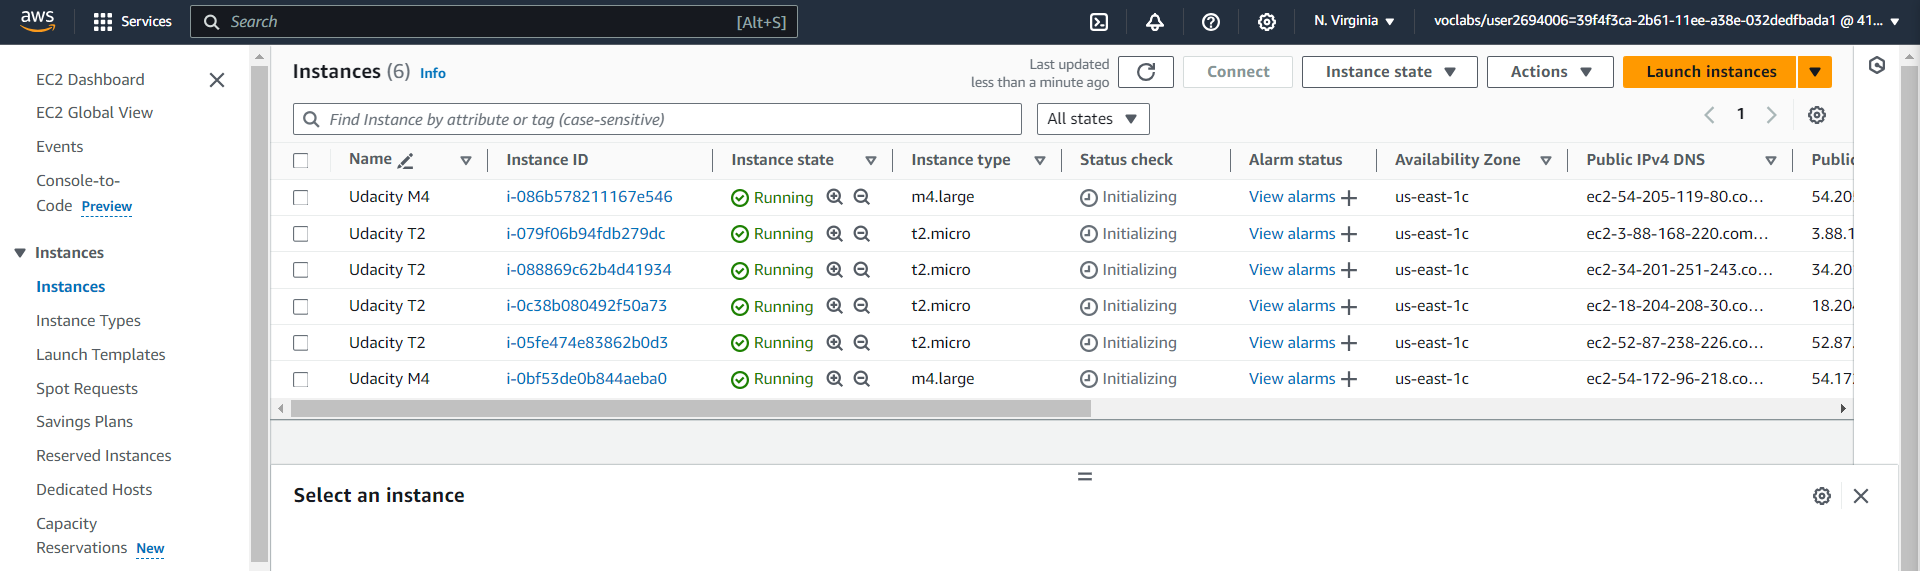 aws Services Search [Alt+S] N. Virginia voclabs/user2694006=39f4f3ca-2b61-11ee-a38e-032dedfbada1 @ 41...
EC2 Dashboard
EC2 Global View
Events
Console-to-
Code Preview
Instances
Instances
Instance Types
Launch Templates
Spot Requests
Savings Plans
Reserved Instances
Dedicated Hosts
Capacity
Reservations New
Instances (6) Info
Last updated
less than a minute ago
Connect Instance state Actions Launch instances
Find Instance by attribute or tag (case-sensitive) All states 1
Name Instance ID Instance state Instance type Status check Alarm status Availability Zone Public IPv4 DNS Public
Udacity M4 i-086b578211167e546 Running m4.large Initializing View alarms us-east-1c ec2-54-205-119-80.co... 54.20
Udacity T2 i-079f06b94fdb279dc Running t2.micro Initializing View alarms us-east-1c ec2-3-88-168-220.com... 3.88.1
Udacity T2 i-088869c62b4d41934 Running t2.micro Initializing View alarms us-east-1c ec2-34-201-251-243.co... 34.20
Udacity T2 i-0c38b080492f50a73 Running t2.micro Initializing View alarms us-east-1c ec2-18-204-208-30.co... 18.204
Udacity T2 i-05fe474e83862b0d3 Running t2.micro Initializing View alarms us-east-1c ec2-52-87-238-226.co... 52.87.
Udacity M4 i-0bf53de0b844aeba0 Running m4.large Initializing View alarms us-east-1c ec2-54-172-96-218.co... 54.17
Select an instance